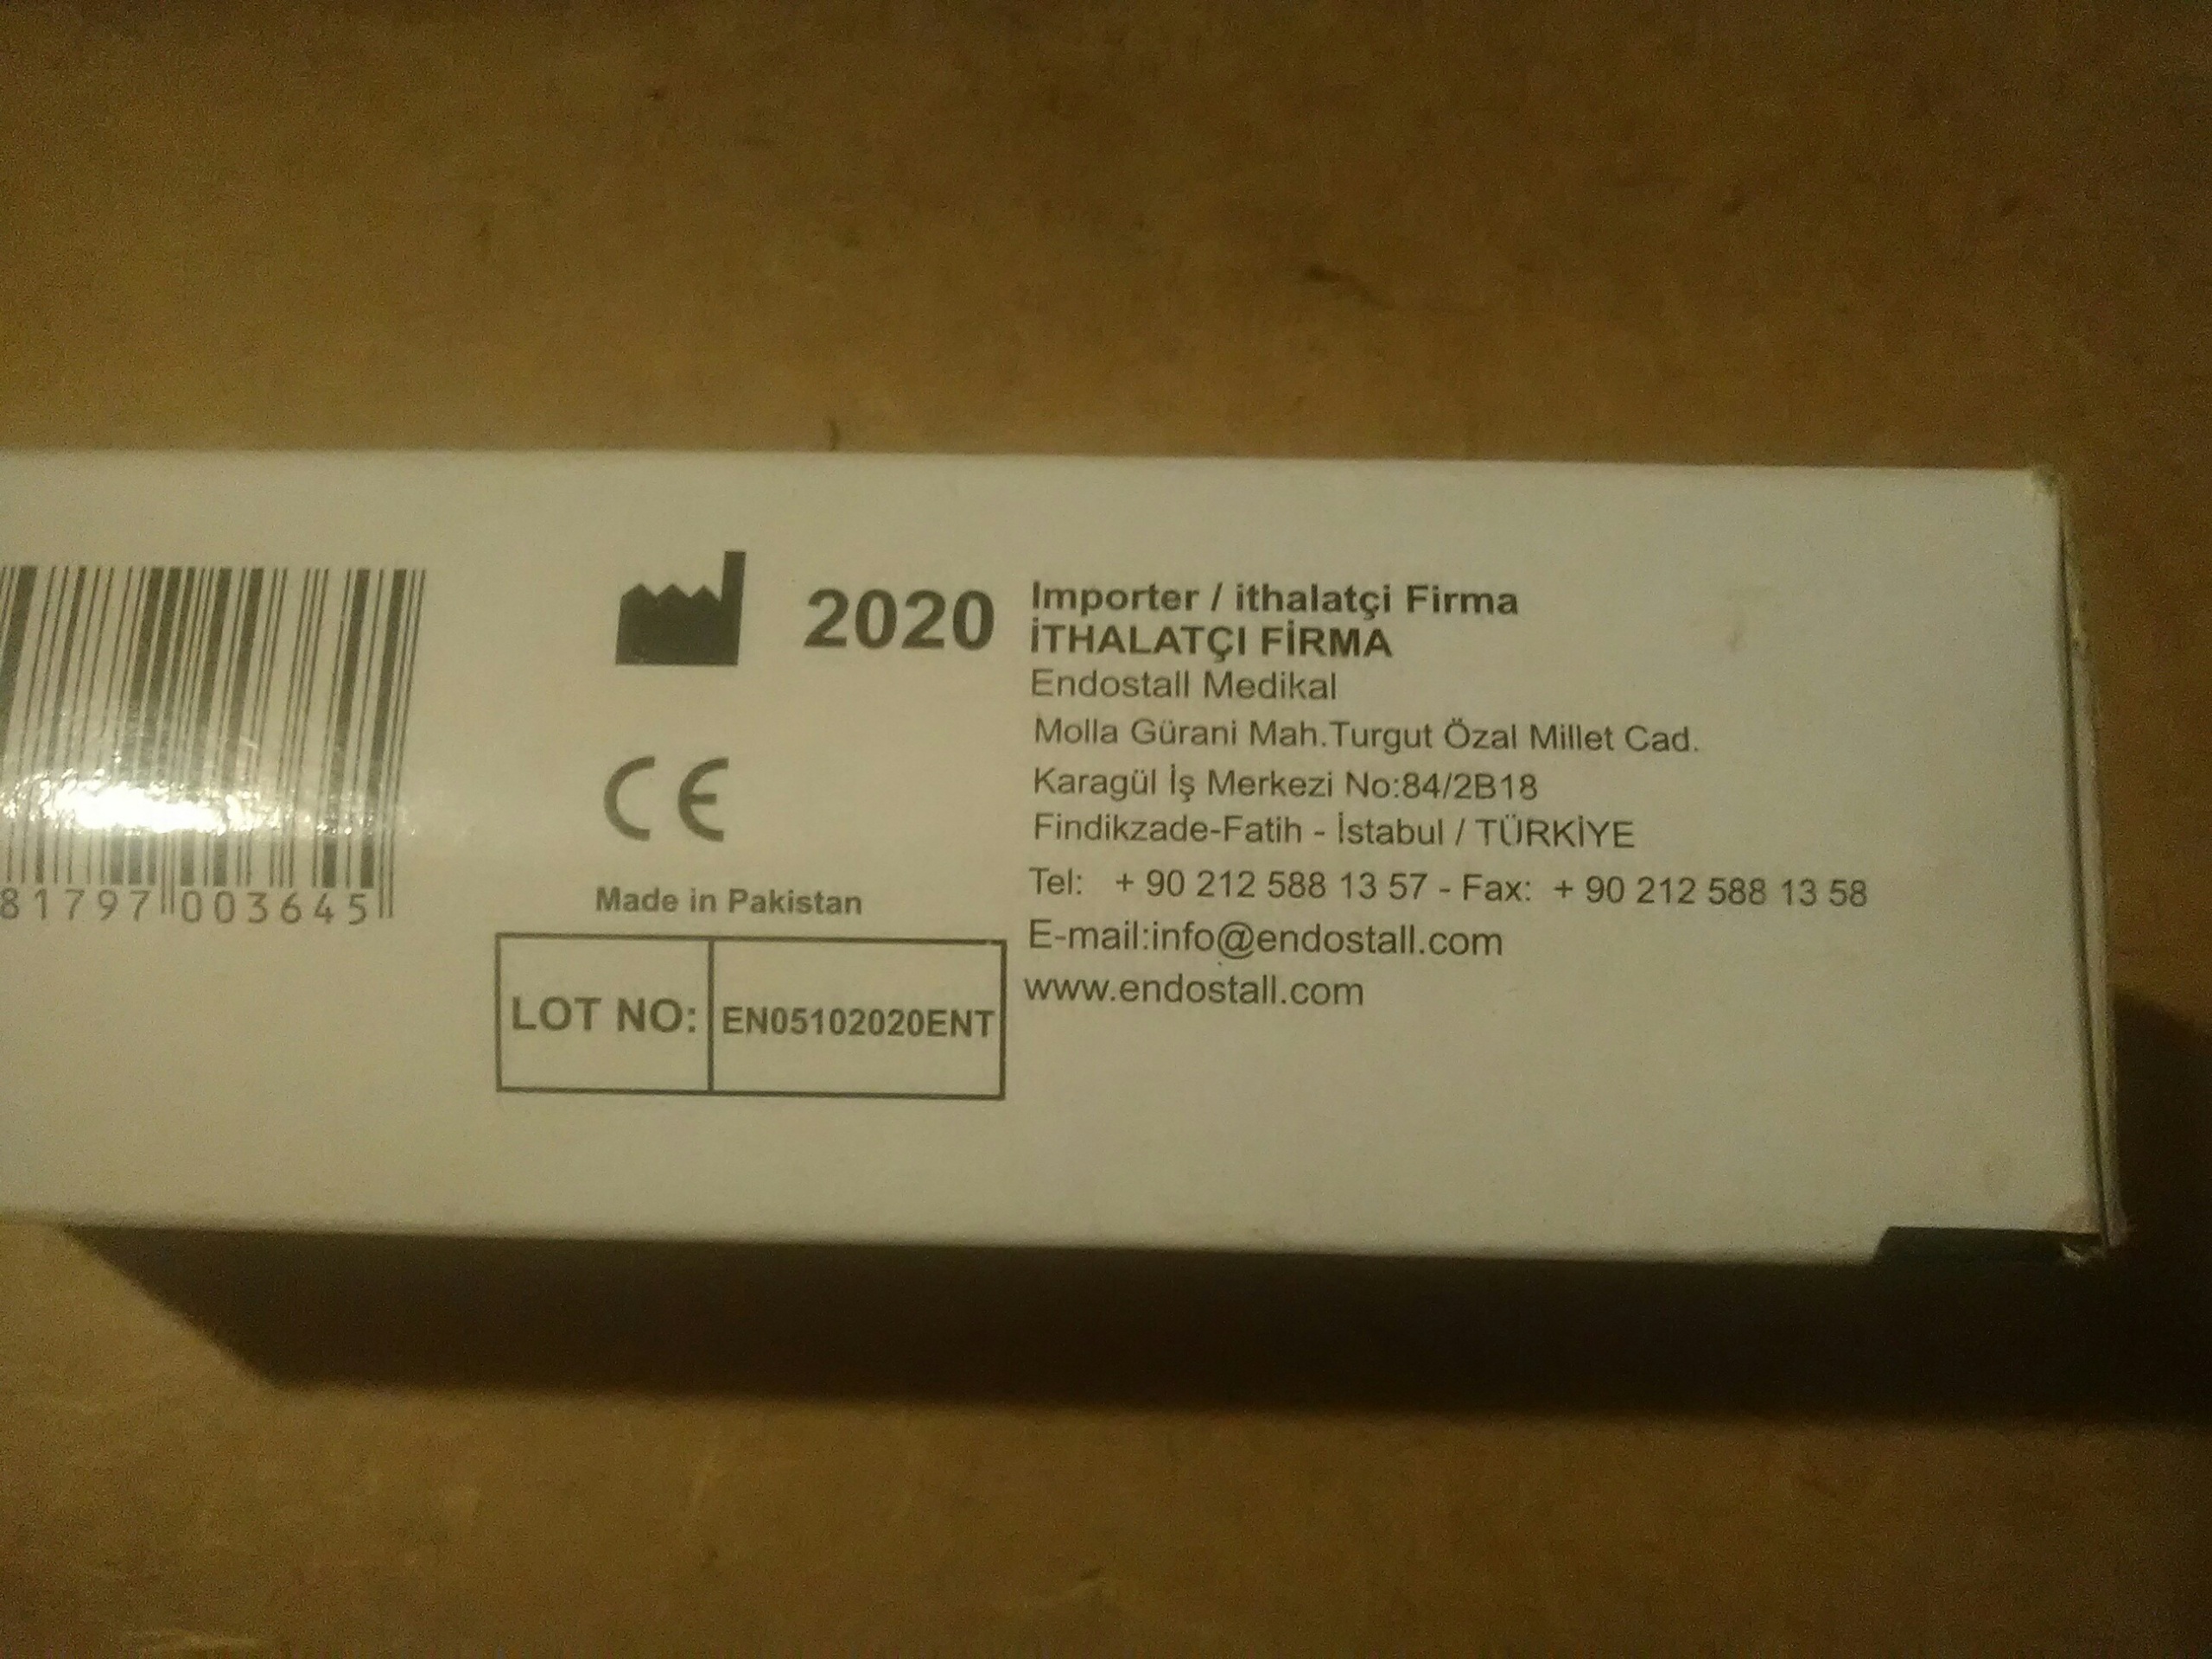 81797 003645
2020
CE
Made in Pakistan
LOT NO: EN05102020ENT
Importer / ithalatçi Firma
İTHALATÇI FİRMA
Endostall Medikal
Molla Gürani Mah.Turgut Özal Millet Cad.
Karagül İş Merkezi No:84/2B18
Findikzade-Fatih - İstabul / TÜRKİYE
Tel: + 90 212 588 13 57 - Fax: + 90 212 588 13 58
E-mail:info@endostall.com
www.endostall.com